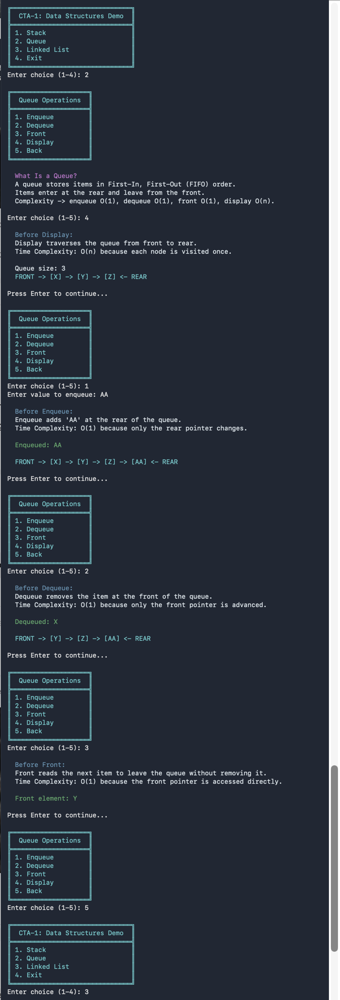 CTA-1: Data Structures Demo
1. Stack
2. Queue
3. Linked List
4. Exit
Enter choice (1-4): 2
Queue Operations
1. Enqueue
2. Dequeue
3. Front
4. Display
5. Back
What Is a Queue?
A queue stores items in First-In, First-Out (FIFO) order.
Items enter at the rear and leave from the front.
Complexity -> enqueue O(1), dequeue O(1), front O(1), display O(n).
Enter choice (1-5): 4
Before Display:
Display traverses the queue from front to rear.
Time Complexity: O(n) because each node is visited once.
Queue size: 3
FRONT -> [X] -> [Y] -> [Z] <- REAR
Press Enter to continue...
Queue Operations
1. Enqueue
2. Dequeue
3. Front
4. Display
5. Back
Enter choice (1-5): 1
Enter value to enqueue: AA
Before Enqueue:
Enqueue adds 'AA' at the rear of the queue.
Time Complexity: O(1) because only the rear pointer changes.
Enqueued: AA
FRONT -> [X] -> [Y] -> [Z] -> [AA] <- REAR
Press Enter to continue...
Queue Operations
1. Enqueue
2. Dequeue
3. Front
4. Display
5. Back
Enter choice (1-5): 2
Before Dequeue:
Dequeue removes the item at the front of the queue.
Time Complexity: O(1) because only the front pointer is advanced.
Dequeued: X
FRONT -> [Y] -> [Z] -> [AA] <- REAR
Press Enter to continue...
Queue Operations
1. Enqueue
2. Dequeue
3. Front
4. Display
5. Back
Enter choice (1-5): 3
Before Front:
Front reads the next item to leave the queue without removing it.
Time Complexity: O(1) because the front pointer is accessed directly.
Front element: Y
Press Enter to continue...
Queue Operations
1. Enqueue
2. Dequeue
3. Front
4. Display
5. Back
Enter choice (1-5): 5
CTA-1: Data Structures Demo
1. Stack
2. Queue
3. Linked List
4. Exit
Enter choice (1-4): 3